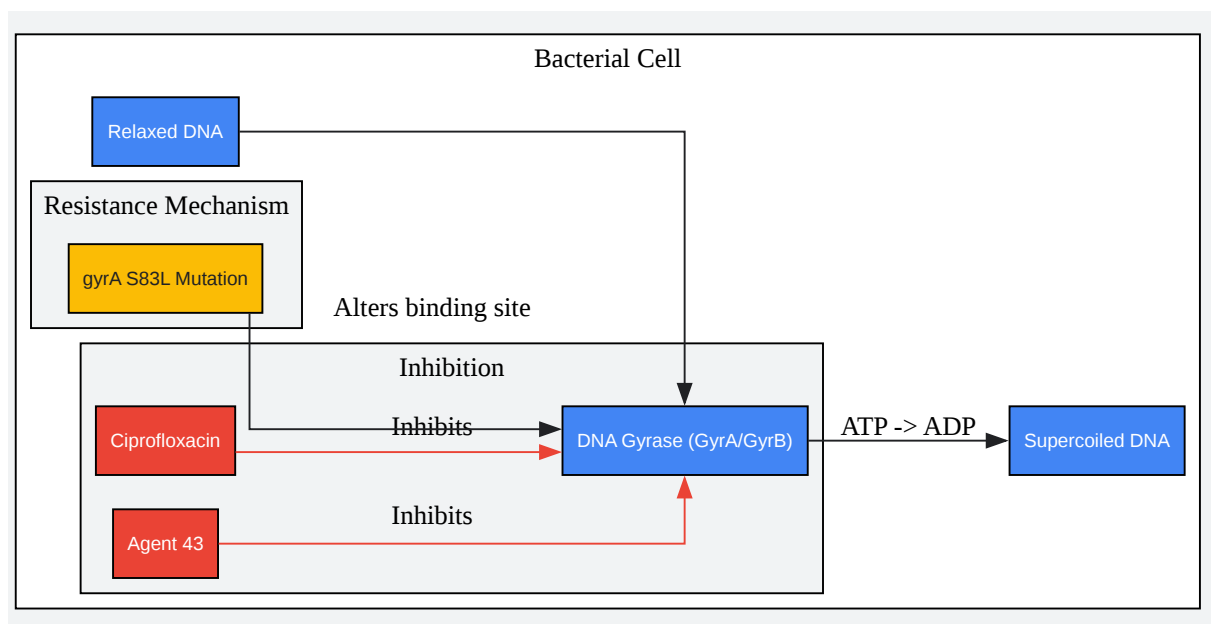 Bacterial Cell
Relaxed DNA
Resistance Mechanism
gyrA S83L Mutation
Alters binding site
Inhibition
Ciprofloxacin
Inhibits
DNA Gyrase (GyrA/GyrB)
ATP -> ADP
Supercoiled DNA
Inhibits
Agent 43